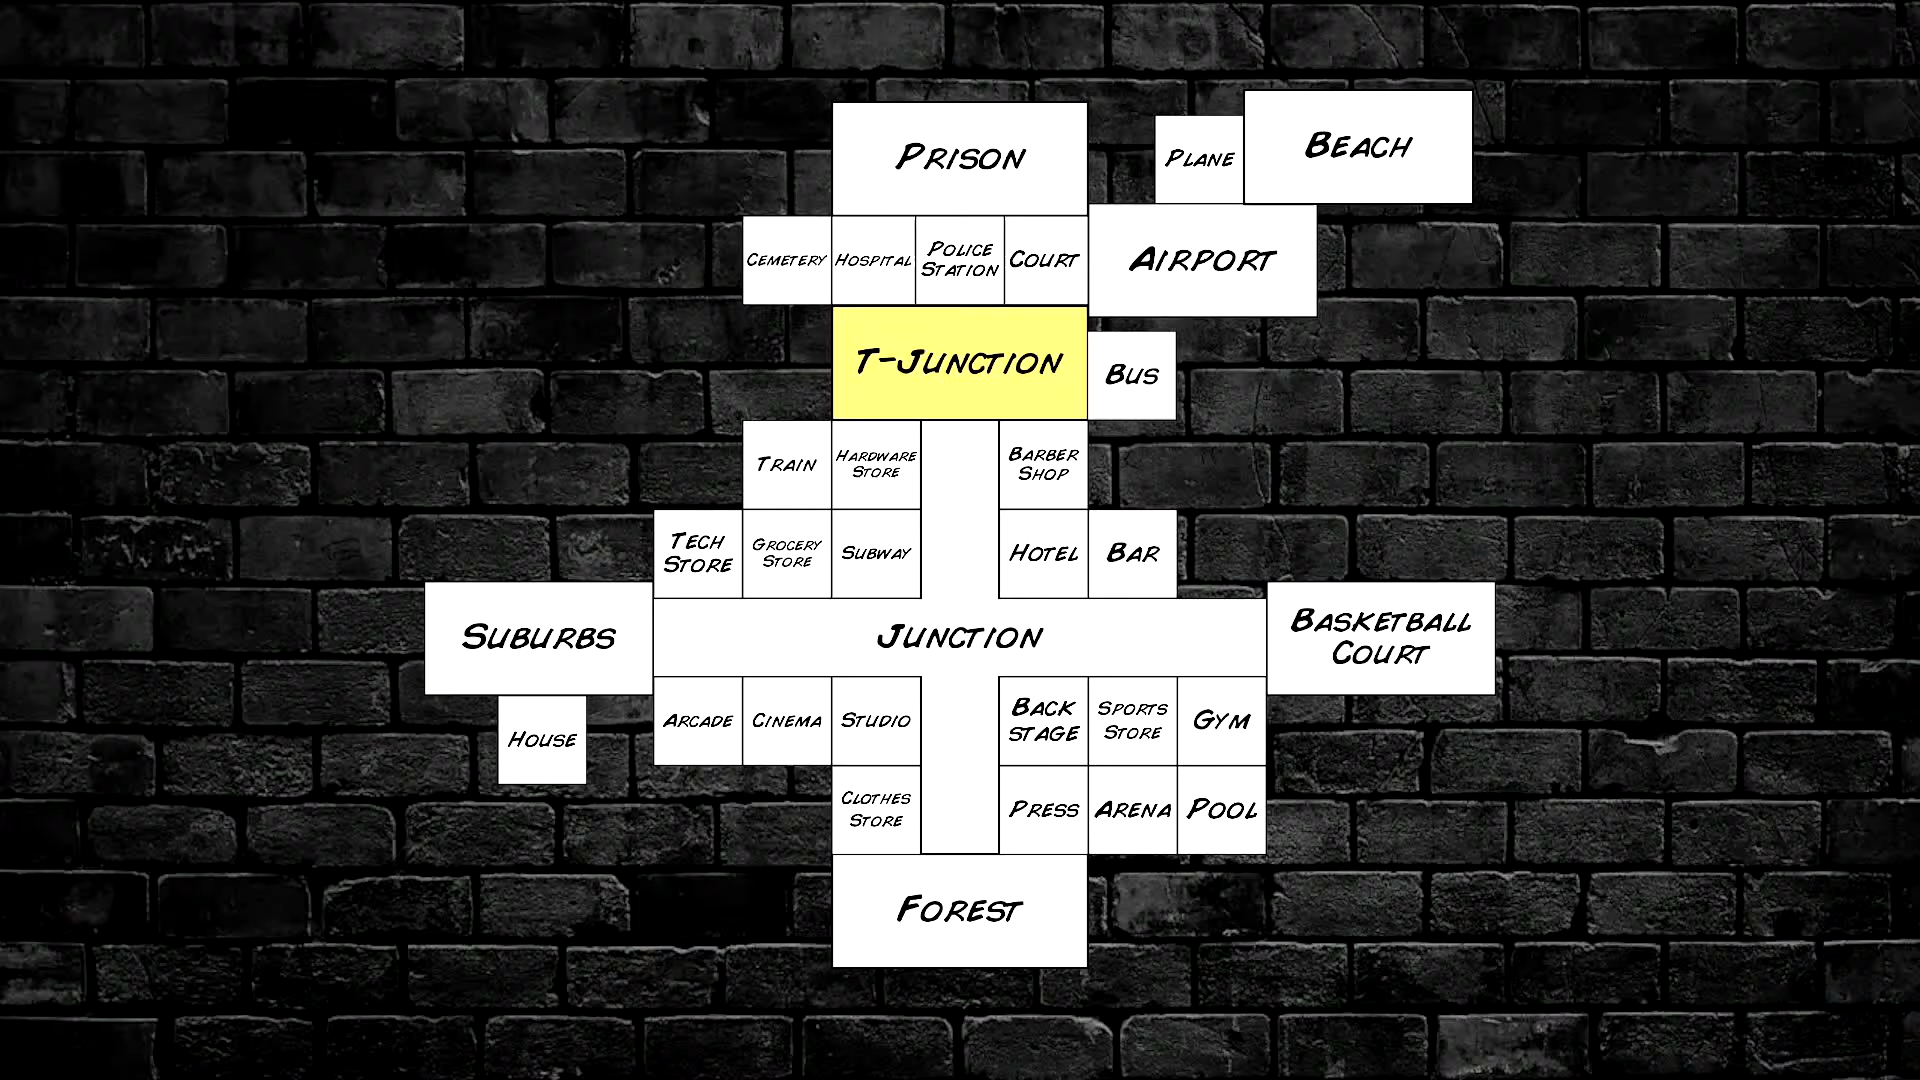 PRISON
PLANE
BEACH
CEMETERY
HOSPITAL
POLICE
STATION
COURT
AIRPORT
T-JUNCTION
BUS
TRAIN
HARDWARE
STORE
BARBER
SHOP
TECH
STORE
GROCERY
STORE
SUBWAY
HOTEL
BAR
SUBURBS
JUNCTION
BASKETBALL
COURT
HOUSE
ARCADE
CINEMA
STUDIO
BACK
STAGE
SPORTS
STORE
GYM
CLOTHES
STORE
PRESS
ARENA
POOL
FOREST